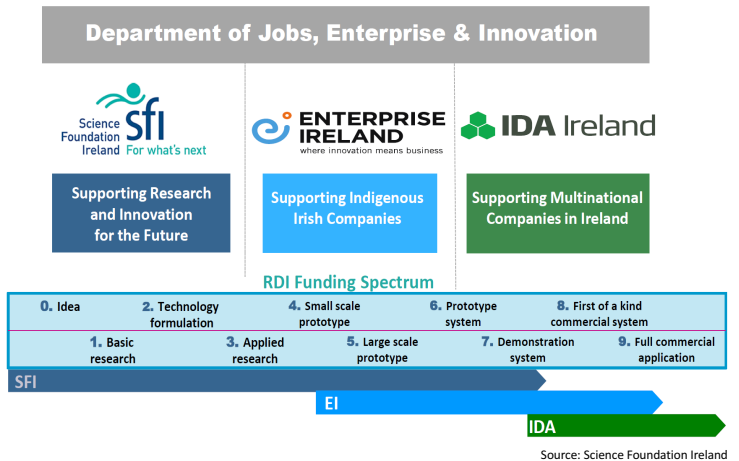 Department of Jobs, Enterprise & Innovation
Science
Foundation
Ireland
sfi
For what's next
ENTERPRISE
IRELAND
where innovation means business
IDA Ireland
Supporting Research
and Innovation
for the Future
Supporting Indigenous
Irish Companies
Supporting Multinational
Companies in Ireland
RDI Funding Spectrum
0. Idea
2. Technology
formulation
4. Small scale
prototype
6. Prototype
system
8. First of a kind
commercial system
1. Basic
research
3. Applied
research
5. Large scale
prototype
7. Demonstration
system
9. Full commercial
application
SFI
EI
IDA
Source: Science Foundation Ireland